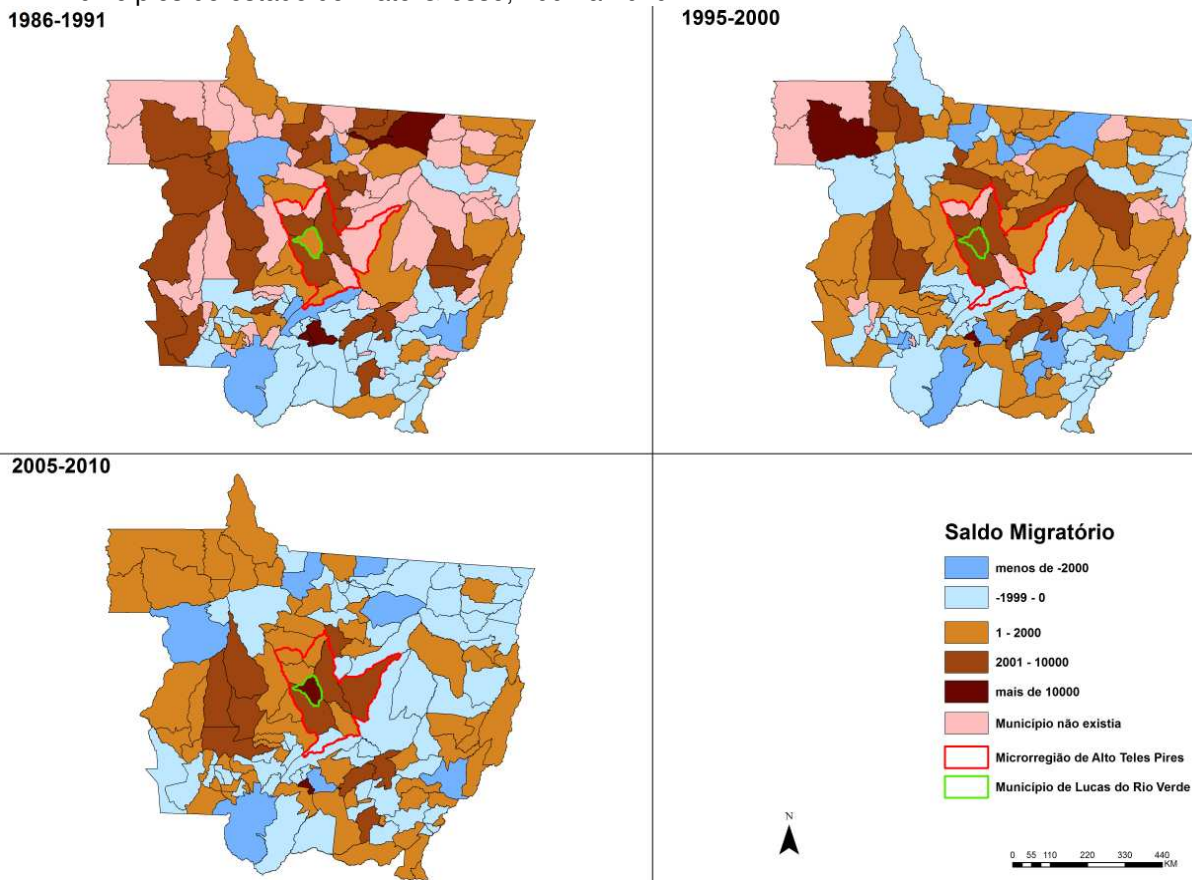 1986-1991
1995-2000
2005-2010
Saldo Migratório
menos de -2000
-1999 - 0
1 - 2000
2001 - 10000
mais de 10000
Município não existia
Microrregião de Alto Teles Pires
Município de Lucas do Rio Verde
N
0 55 110 220 330 440
KM